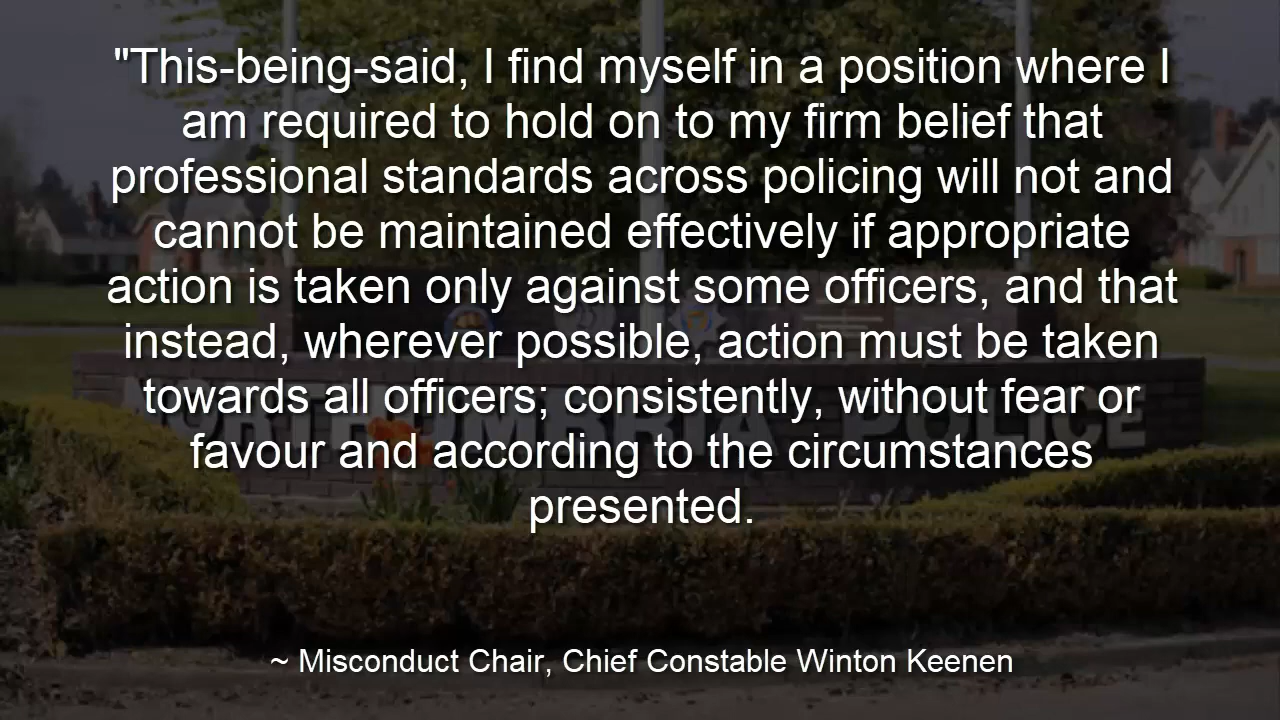 "This-being-said, I find myself in a position where I
am required to hold on to my firm belief that
professional standards across policing will not and
cannot be maintained effectively if appropriate
action is taken only against some officers, and that
instead, wherever possible, action must be taken
towards all officers; consistently, without fear or
favour and according to the circumstances
presented.
NORTHUMBRIA POLICE
~ Misconduct Chair, Chief Constable Winton Keenen